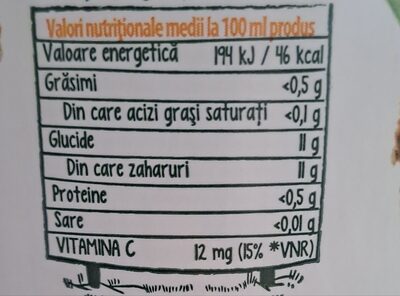 Valori nutriționale medii la 100 ml produs
Valoare energetică 194 kJ / 46 kcal
Grăsimi <0,5 g
Din care acizi grași saturați <0,1 g
Glucide 11 g
Din care zaharuri 11 g
Proteine <0,5 g
Sare <0,01 g
VITAMINA C 12 mg (15% *VNR)